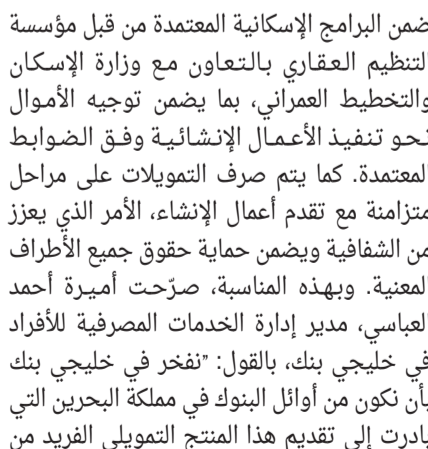 ضمن البرامج الإسكانية المعتمدة من قبل مؤسسة
التنظيم العقاري بالتعاون مع وزارة الإسكان
والتخطيط العمراني، بما يضمن توجيه الأموال
نحو تنفيذ الأعمال الإنشائية وفق الضوابط
المعتمدة. كما يتم صرف التمويلات على مراحل
متزامنة مع تقدم أعمال الإنشاء، الأمر الذي يعزز
من الشفافية ويضمن حماية حقوق جميع الأطراف
المعنية. وبهذه المناسبة، صرّحت أميرة أحمد
العباسي، مدير إدارة الخدمات المصرفية للأفراد
في خليجي بنك، بالقول: "نفخر في خليجي بنك
بأن نكون من أوائل البنوك في مملكة البحرين التي
بادرت إلى تقديم هذا المنتج التمويلي الفريد من